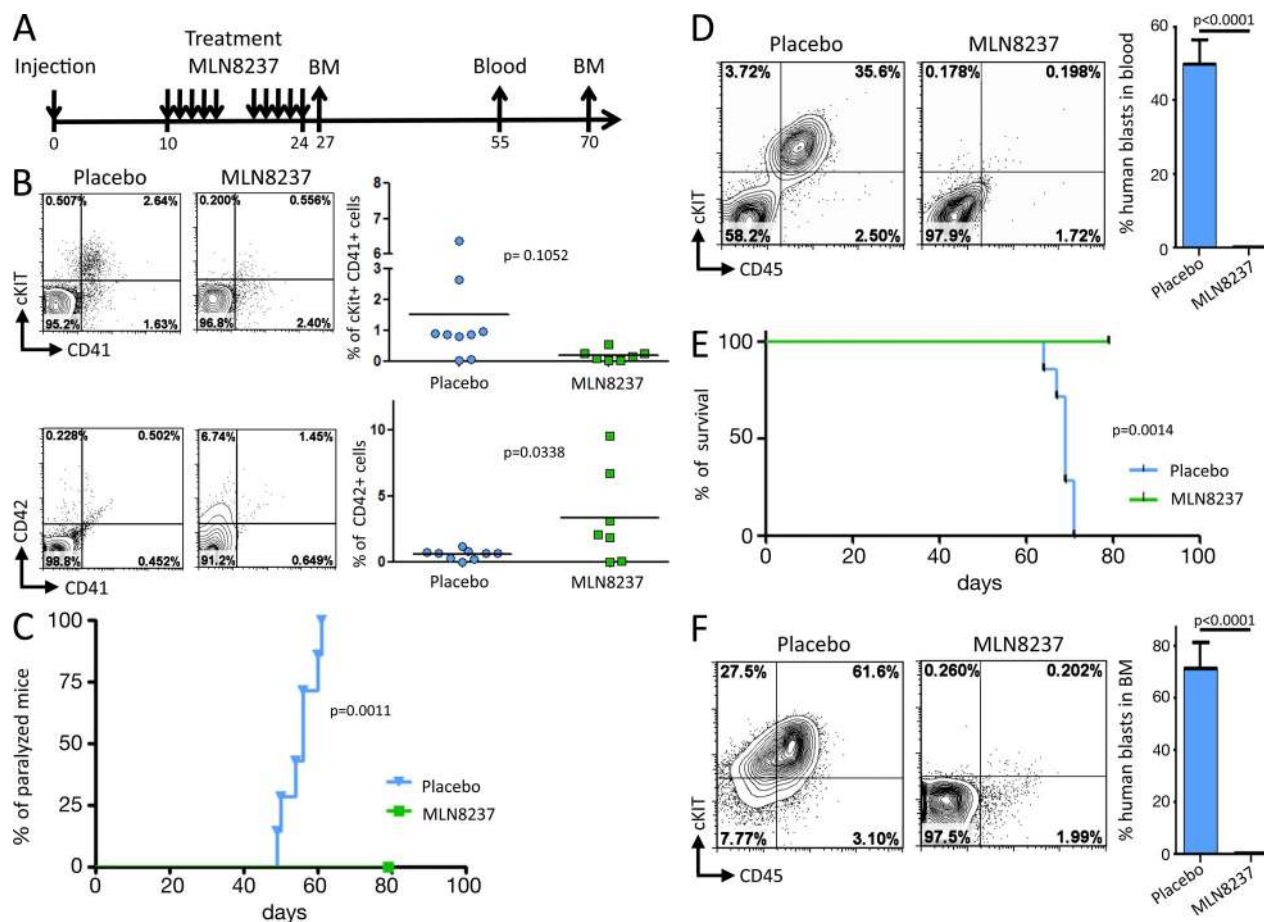 A
Treatment
Injection MLN8237 BM Blood BM
0 10 24 27 55 70
B
Placebo MLN8237
0.507% 2.64% 0.200% 0.556%
95.2% 1.63% 96.8% 2.40%
cKIT
CD41
% of cKit+ CD41+ cells
8
6
4
3
2
1
0
p= 0.1052
Placebo MLN8237
0.228% 0.502% 6.74% 1.45%
98.8% 0.452% 91.2% 0.649%
CD42
CD41
% of CD42+ cells
10
5
0
p=0.0338
Placebo MLN8237
C
% of paralyzed mice
100
75
50
25
0
p=0.0011
Placebo
MLN8237
0 20 40 60 80 100
days
D
Placebo MLN8237
3.72% 35.6% 0.178% 0.198%
58.2% 2.50% 97.9% 1.72%
cKIT
CD45
% human blasts in blood
p<0.0001
60
40
20
0
Placebo
MLN8237
E
% of survival
100
50
0
p=0.0014
Placebo
MLN8237
0 20 40 60 80 100
days
F
Placebo MLN8237
27.5% 61.6% 0.260% 0.202%
7.77% 3.10% 97.5% 1.99%
cKIT
CD45
% human blasts in BM
p<0.0001
80
60
40
20
0
Placebo
MLN8237